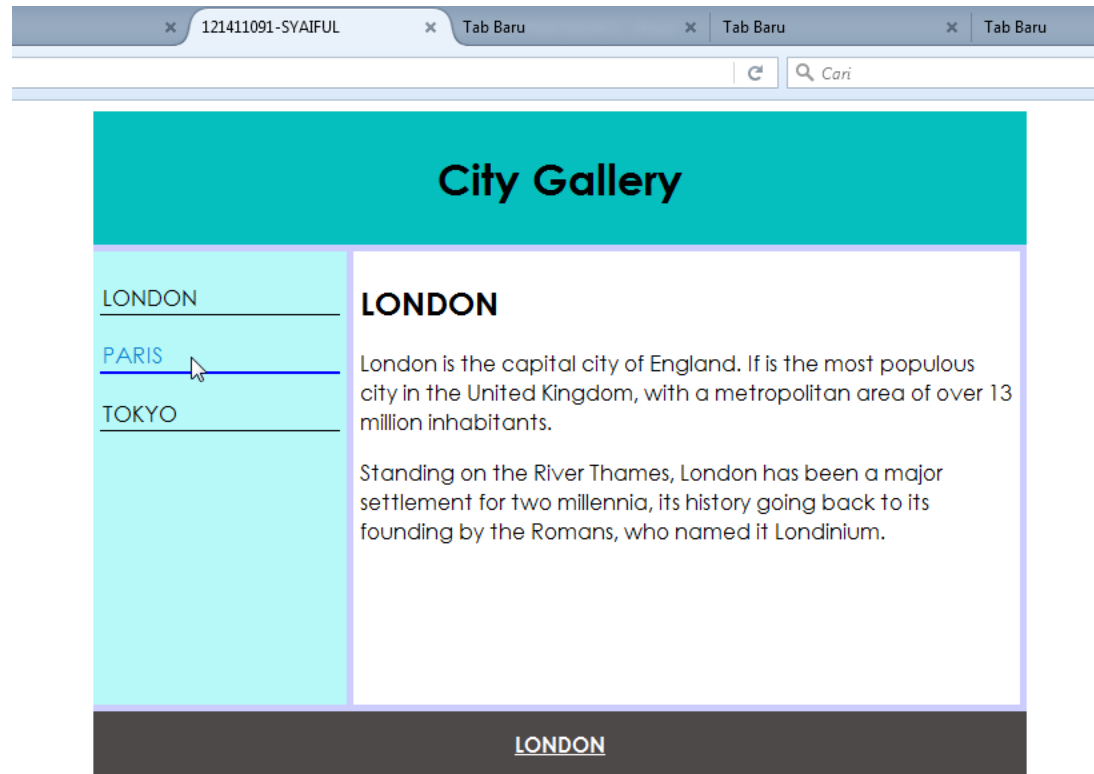 121411091-SYAIFUL
Tab Baru
Tab Baru
Tab Baru
Cari
City Gallery
LONDON
PARIS
TOKYO
LONDON
London is the capital city of England. If is the most populous
city in the United Kingdom, with a metropolitan area of over 13
million inhabitants.
Standing on the River Thames, London has been a major
settlement for two millennia, its history going back to its
founding by the Romans, who named it Londinium.
LONDON